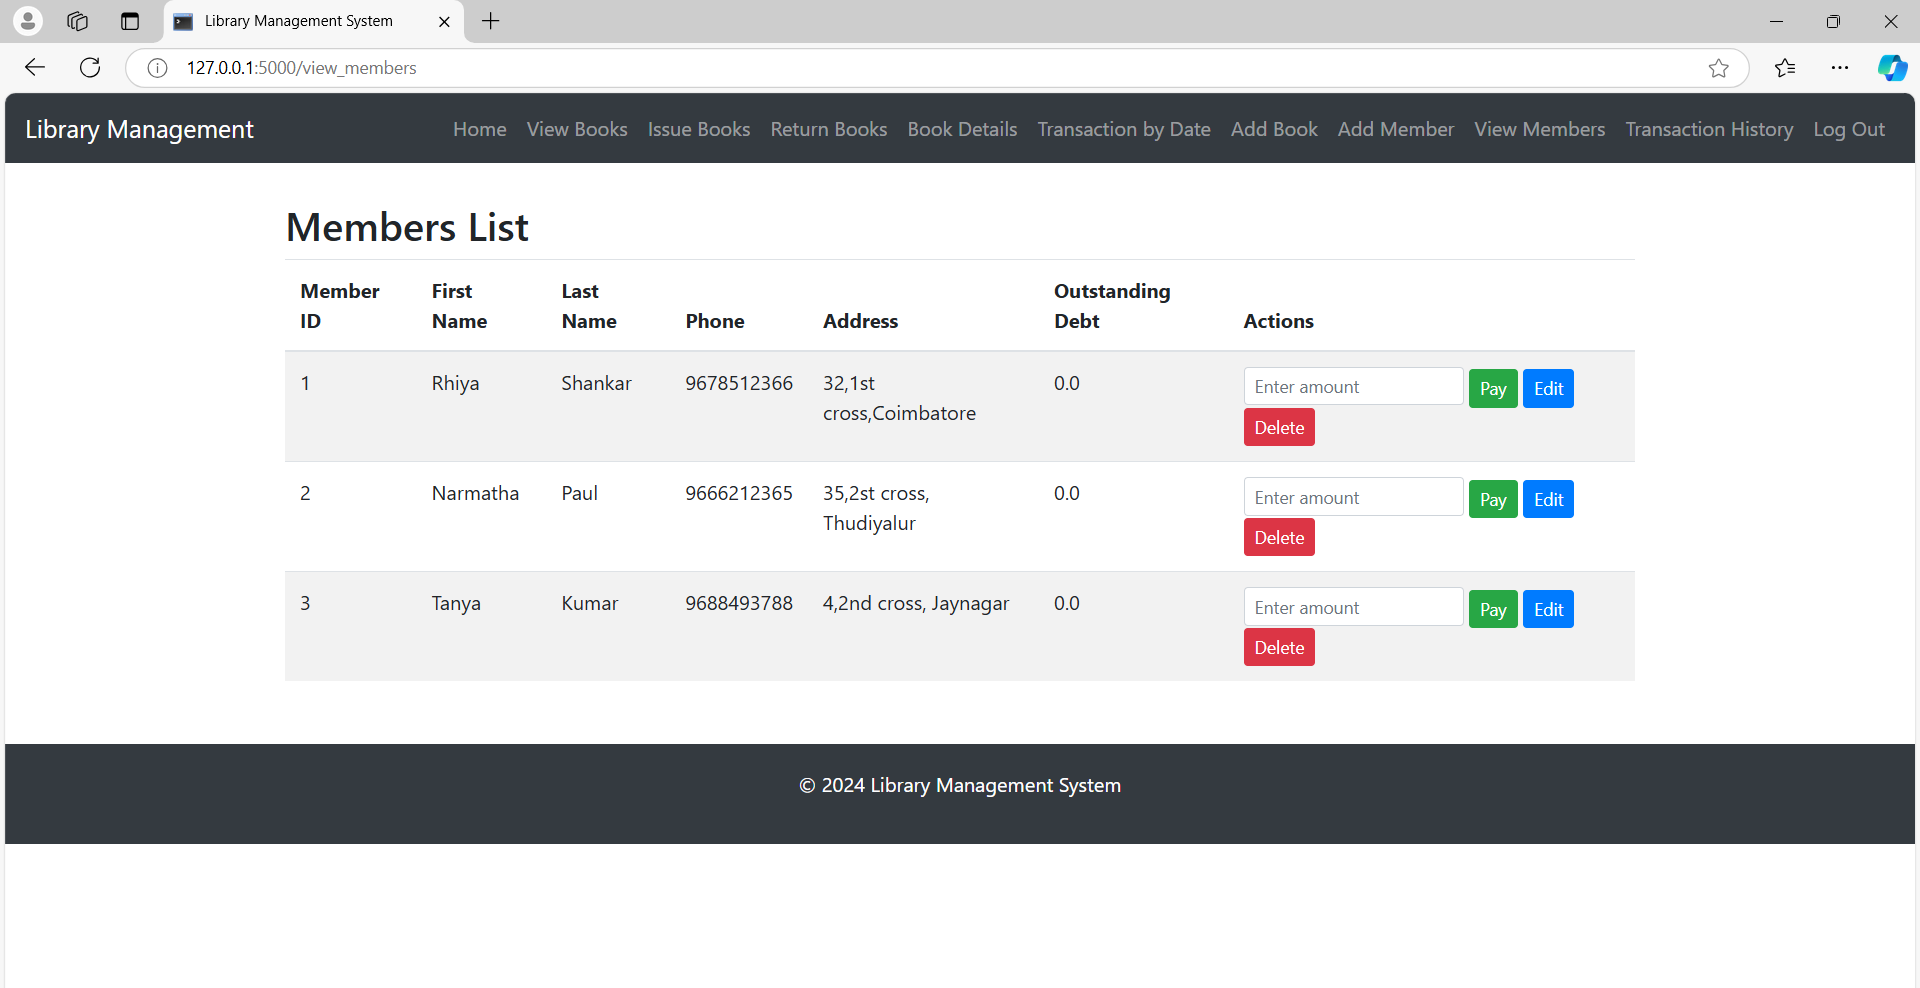 Library Management System
127.0.0.1:5000/view_members
Library Management Home View Books Issue Books Return Books Book Details Transaction by Date Add Book Add Member View Members Transaction History Log Out
Members List
Member ID First Name Last Name Phone Address Outstanding Debt Actions
1 Rhiya Shankar 9678512366 32,1st 0.0 Enter amount Pay Edit
cross,Coimbatore Delete
2 Narmatha Paul 9666212365 35,2st cross, 0.0 Enter amount Pay Edit
Thudiyalur Delete
3 Tanya Kumar 9688493788 4,2nd cross, Jaynagar 0.0 Enter amount Pay Edit
Delete
© 2024 Library Management System